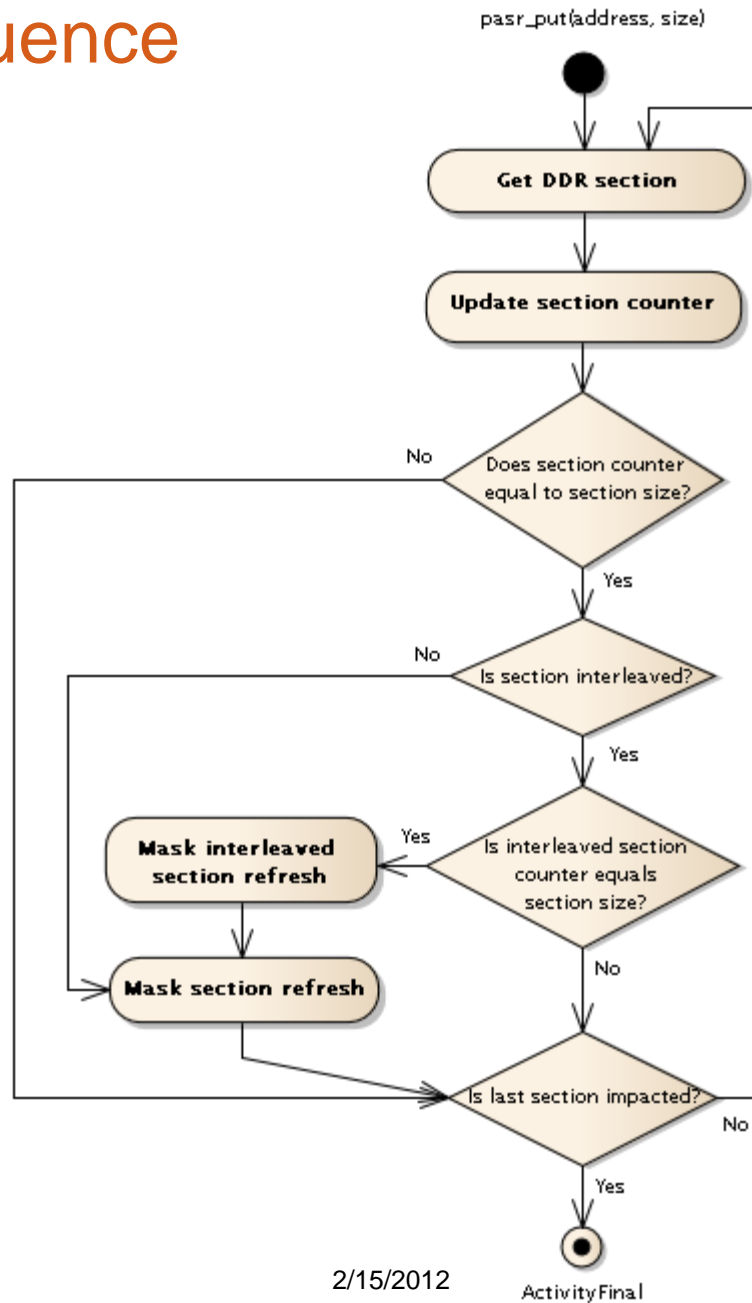 uence
pasr_put(address, size)
Get DDR section
Update section counter
No
Does section counter
equal to section size?
Yes
No
Is section interleaved?
Yes
Mask interleaved
section refresh
Yes
Is interleaved section
counter equals
section size?
No
Mask section refresh
Is last section impacted?
No
Yes
2/15/2012
ActivityFinal